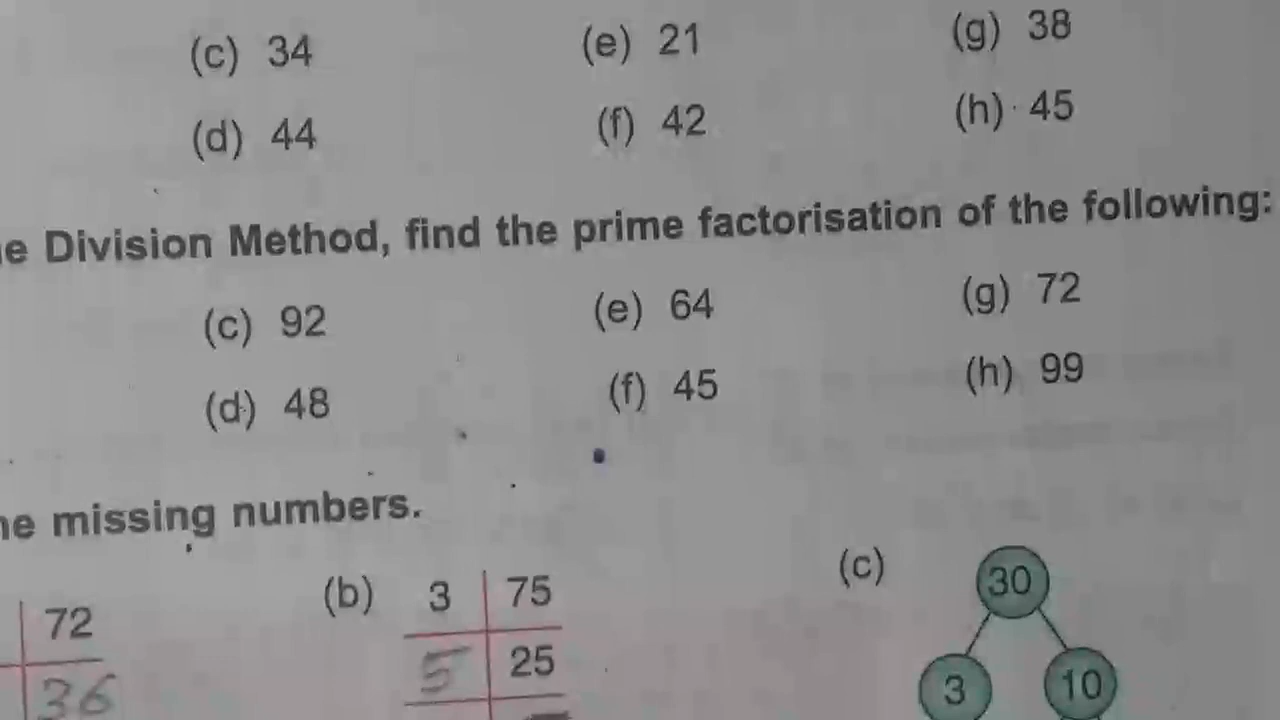 (c) 34 (e) 21 (g) 38
(d) 44 (f) 42 (h) 45
e Division Method, find the prime factorisation of the following:
(c) 92 (e) 64 (g) 72
(d) 48 (f) 45 (h) 99
he missing numbers.
(b) (c)
72 3 75 30
36 5 25 3 10